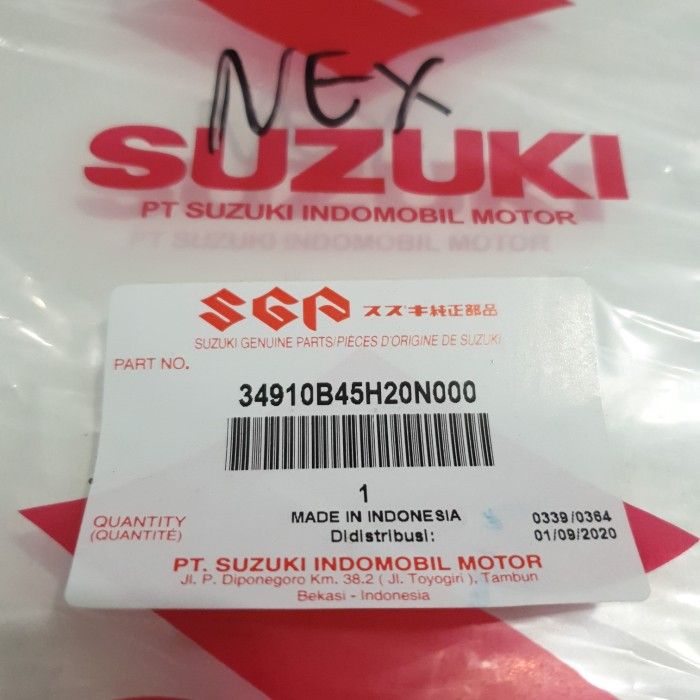 NEX
SUZUKI
PT SUZUKI INDOMOBIL MOTOR
PT SUZUKI INDOMOBIL MOTOR
SGP スズキ純正部品
SUZUKI GENUINE PARTS/PIÈCES D'ORIGINE DE SUZUKI
PART NO.
34910B45H20N000
1
QUANTITY MADE IN INDONESIA 0339/0364
(QUANTITÉ) Didistribusi: 01/09/2020
PT. SUZUKI INDOMOBIL MOTOR
Jl. P. Diponegoro Km. 38.2 ( Jl. Toyogiri ), Tambun
Bekasi - Indonesia